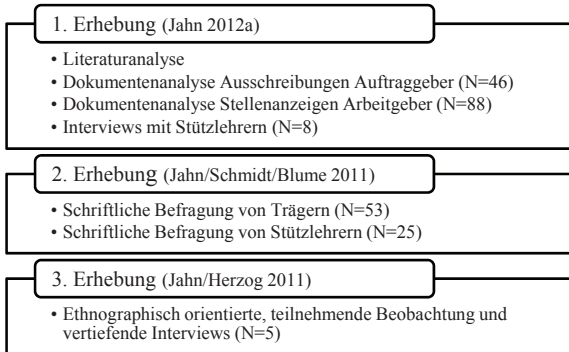 1. Erhebung (Jahn 2012a)
• Literaturanalyse
• Dokumentenanalyse Ausschreibungen Auftraggeber (N=46)
• Dokumentenanalyse Stellenanzeigen Arbeitgeber (N=88)
• Interviews mit Stützlehrern (N=8)
2. Erhebung (Jahn/Schmidt/Blume 2011)
• Schriftliche Befragung von Trägern (N=53)
• Schriftliche Befragung von Stützlehrern (N=25)
3. Erhebung (Jahn/Herzog 2011)
• Ethnographisch orientierte, teilnehmende Beobachtung und
vertiefende Interviews (N=5)